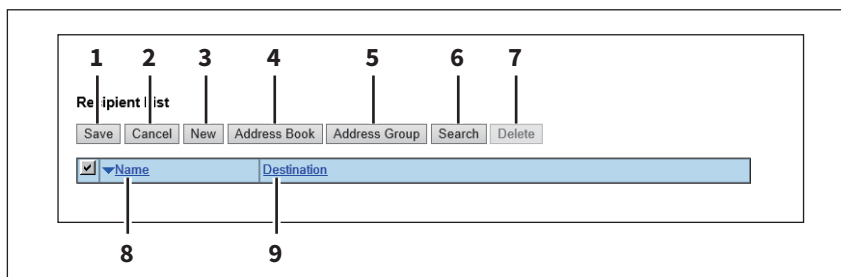 1 2 3 4 5 6 7
Recipient List
Save Cancel New Address Book Address Group Search Delete
Name Destination
8 9